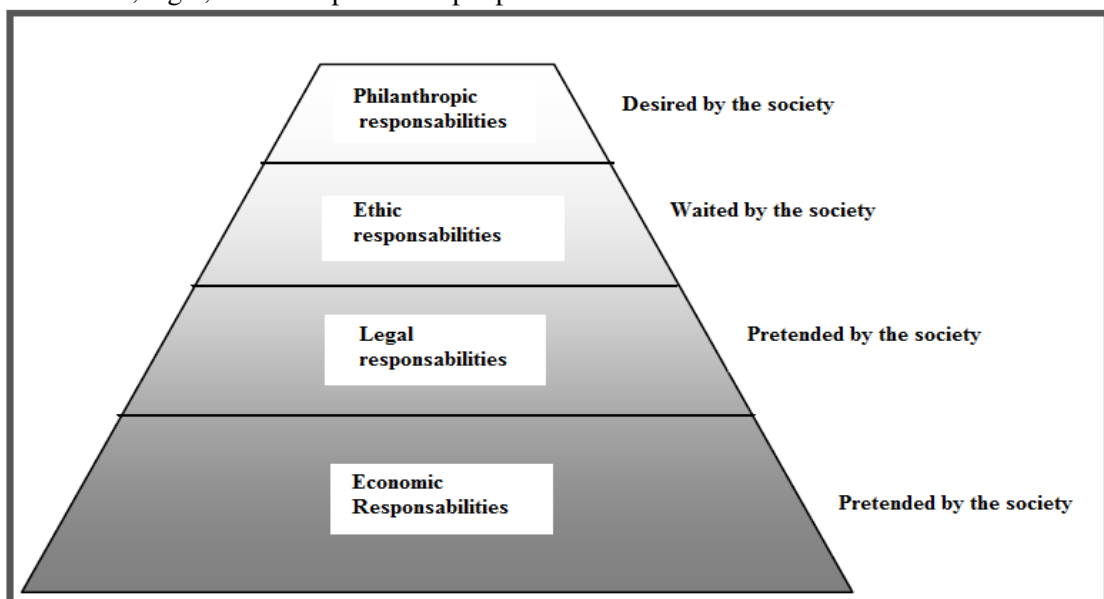 Philanthropic
responsabilities
Desired by the society
Ethic
responsabilities
Waited by the society
Legal
responsabilities
Pretended by the society
Economic
Responsabilities
Pretended by the society